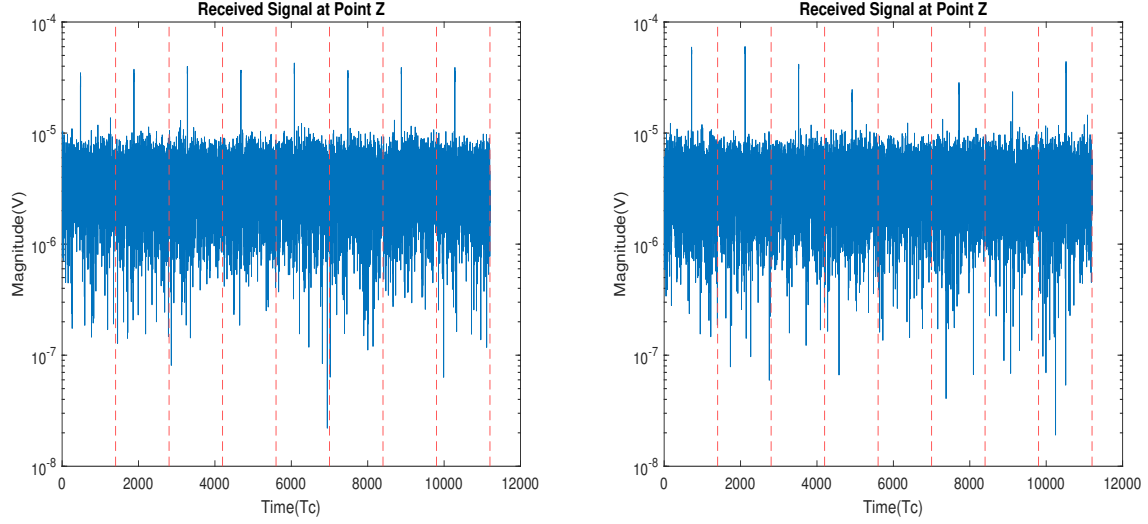 Received Signal at Point Z
10^-4
10^-5
10^-6
10^-7
10^-8
Magnitude(V)
0 2000 4000 6000 8000 10000 12000
Time(Tc)
Received Signal at Point Z
10^-4
10^-5
10^-6
10^-7
10^-8
Magnitude(V)
0 2000 4000 6000 8000 10000 12000
Time(Tc)